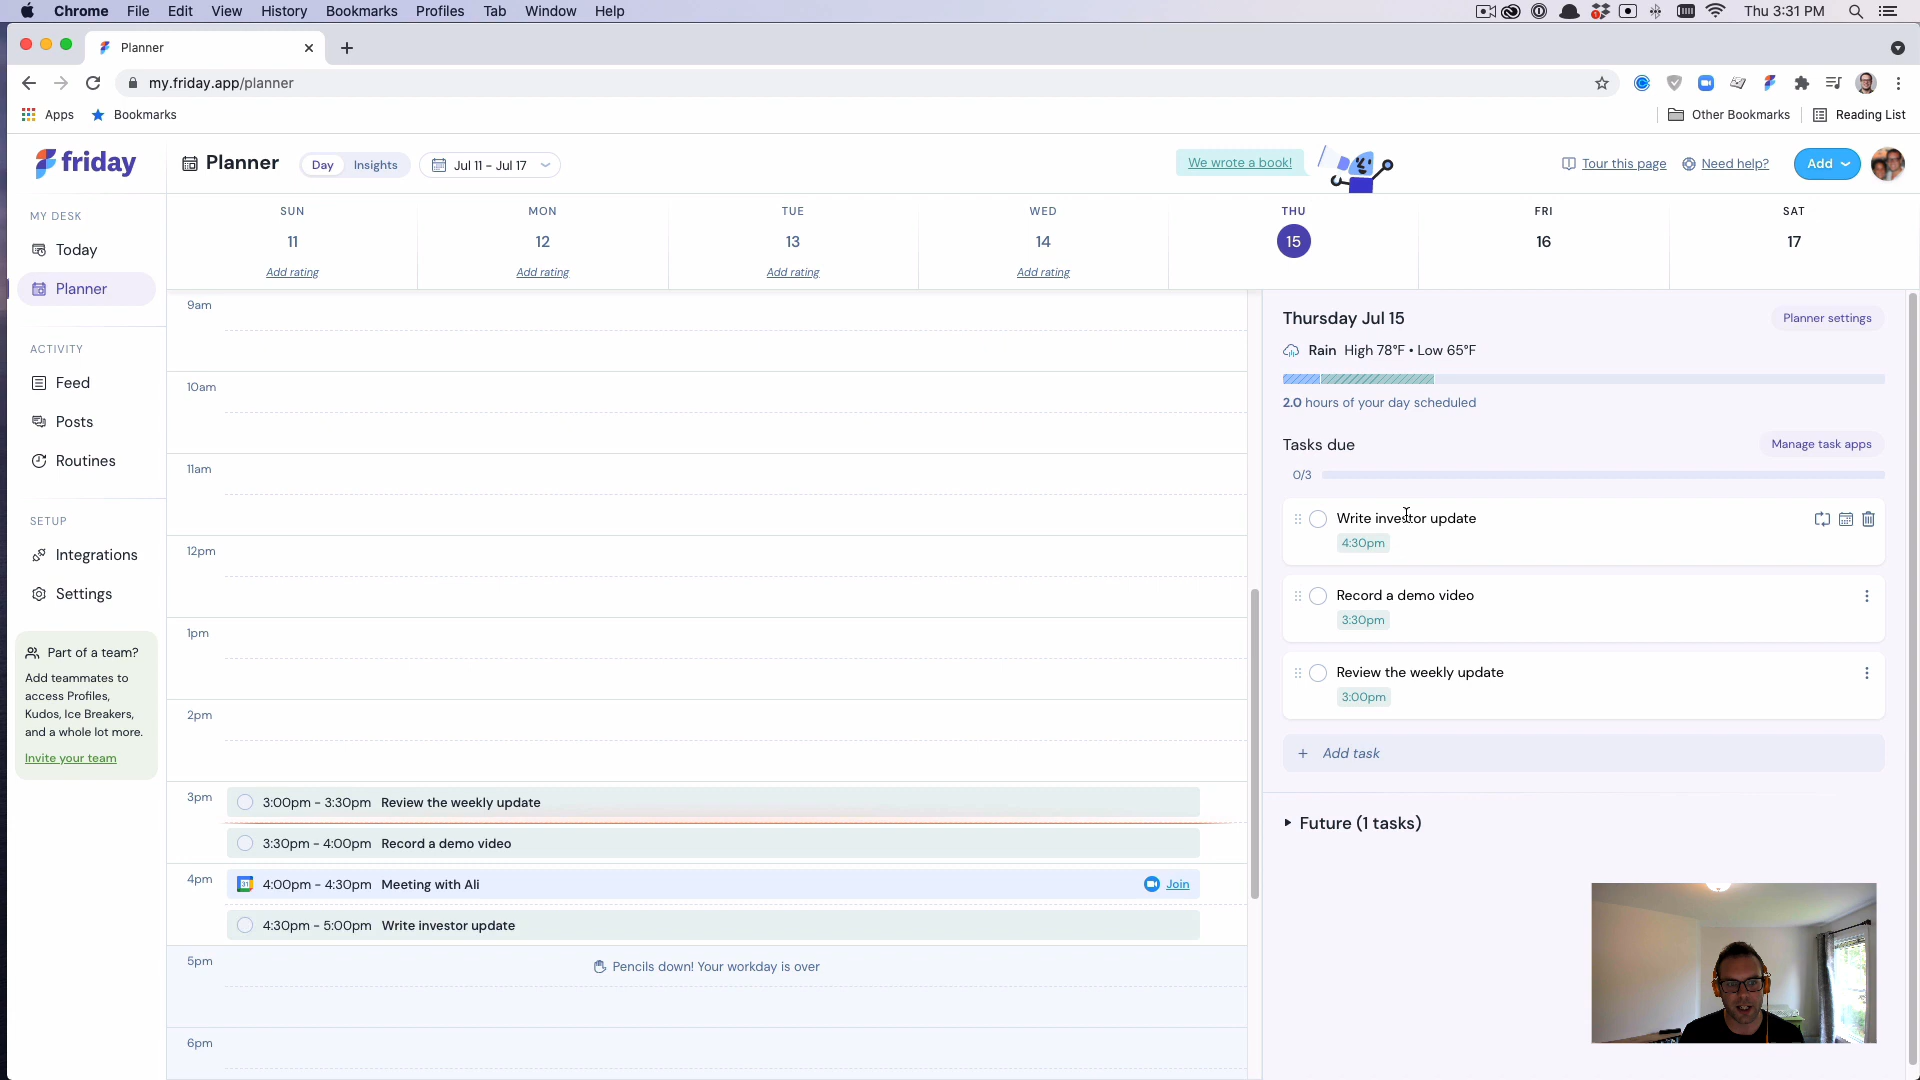 Chrome File Edit View History Bookmarks Profiles Tab Window Help
Thu 3:31 PM
Planner
my.friday.app/planner
Apps
Bookmarks
Other Bookmarks
Reading List
friday
Planner
Day
Insights
Jul 11 - Jul 17
We wrote a book!
Tour this page
Need help?
Add
MY DESK
Today
Planner
ACTIVITY
Feed
Posts
Routines
SETUP
Integrations
Settings
Part of a team?
Add teammates to
access Profiles,
Kudos, Ice Breakers,
and a whole lot more.
Invite your team
SUN
11
Add rating
MON
12
Add rating
TUE
13
Add rating
WED
14
Add rating
THU
15
FRI
16
SAT
17
9am
10am
11am
12pm
1pm
2pm
3pm
3:00pm - 3:30pm Review the weekly update
3:30pm - 4:00pm Record a demo video
4pm
31
4:00pm - 4:30pm Meeting with Ali
Join
4:30pm - 5:00pm Write investor update
5pm
Pencils down! Your workday is over
6pm
Thursday Jul 15
Planner settings
Rain High 78°F • Low 65°F
2.0 hours of your day scheduled
Tasks due
Manage task apps
0/3
Write investor update
4:30pm
Record a demo video
3:30pm
Review the weekly update
3:00pm
+ Add task
Future (1 tasks)